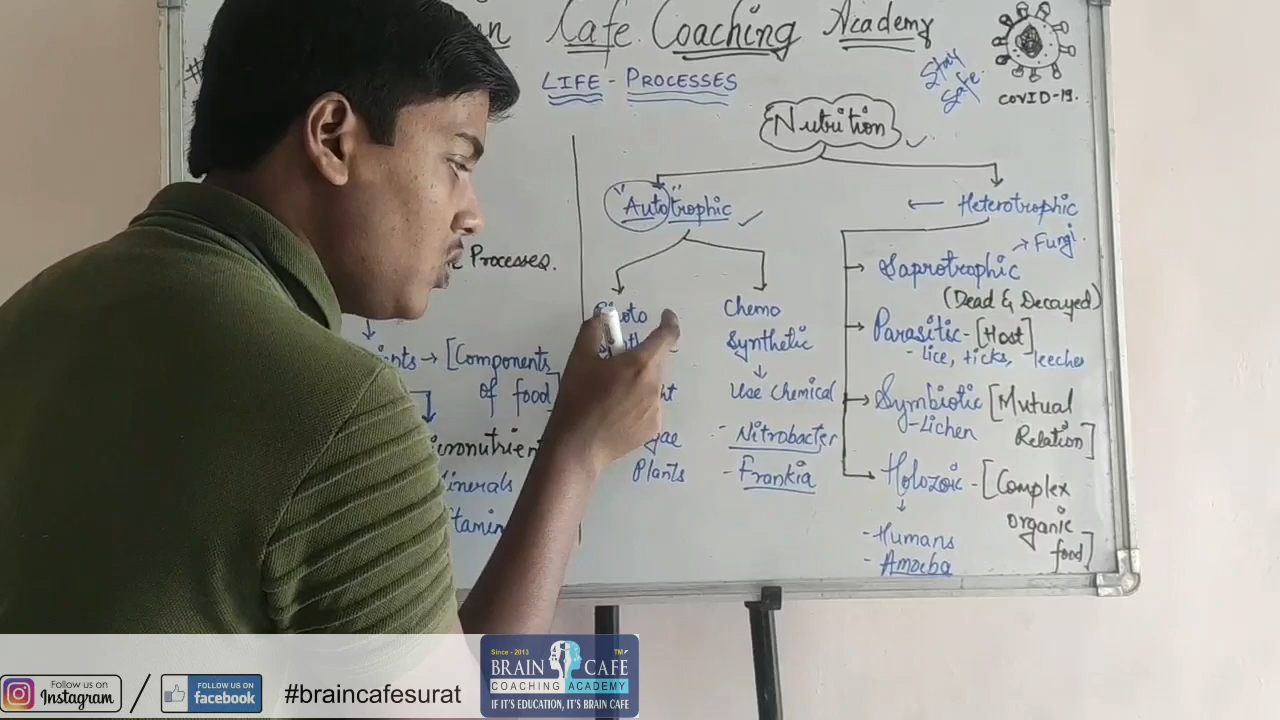 Cafe Coaching Academy
LIFE - PROCESSES
Stay
Safe
COVID-19.
Nutrition
"Autotrophic"
Heterotrophic
Processes.
[Components
of food]
Minerals
Plants
Chemo
Synthetic
Use Chemical
- Nitrobacter
- Frankia
Saprotrophic → Fungi.
(Dead & Decayed)
Parasitic - [Host]
- lice, ticks, leeches
Symbiotic [Mutual
Relation]
- Lichen
Holozoic - [Complex
organic
food]
- Humans
- Amoeba
Follow us on
Instagram
FOLLOW US ON
facebook
#braincafesurat
Since - 2013
TM
BRAIN CAFE
COACHING ACADEMY
IF IT'S EDUCATION, IT'S BRAIN CAFE